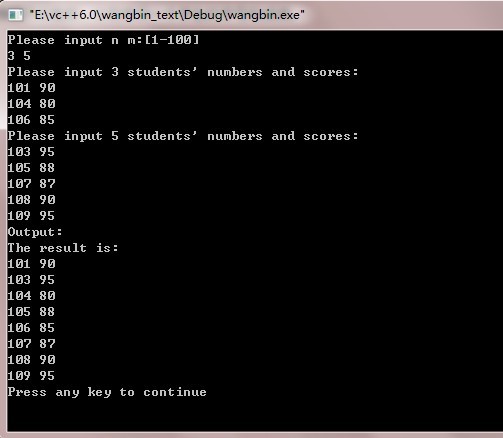 "E:\vc++6.0\wangbin_text\Debug\wangbin.exe"
Please input n m:[1-100]
3 5
Please input 3 students' numbers and scores:
101 90
104 80
106 85
Please input 5 students' numbers and scores:
103 95
105 88
107 87
108 90
109 95
Output:
The result is:
101 90
103 95
104 80
105 88
106 85
107 87
108 90
109 95
Press any key to continue